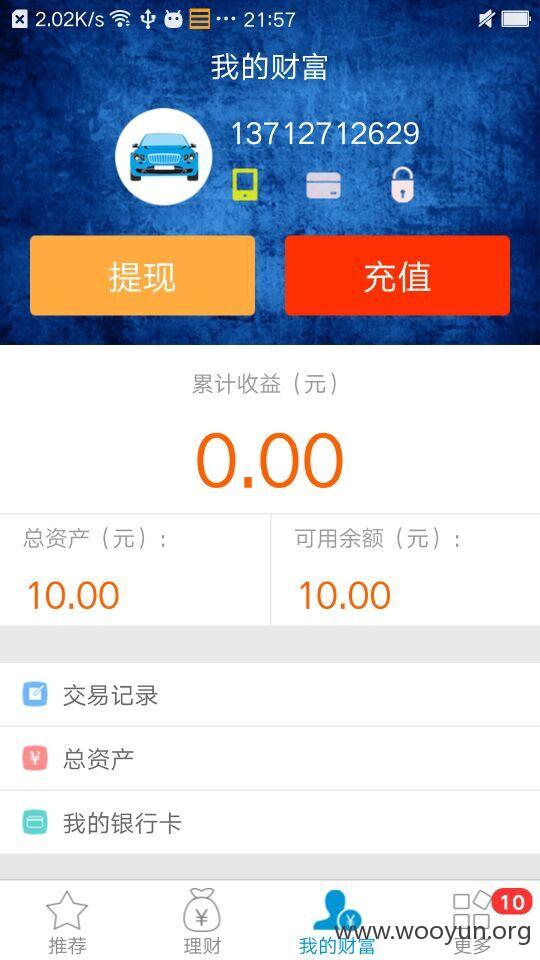 2.02K/s 21:57
我的财富
13712712629
提现 充值
累计收益（元）
0.00
总资产（元）: 可用余额（元）:
10.00 10.00
交易记录
¥ 总资产
我的银行卡
10
推荐 理财 我的财富 更多
www.wooyun.org